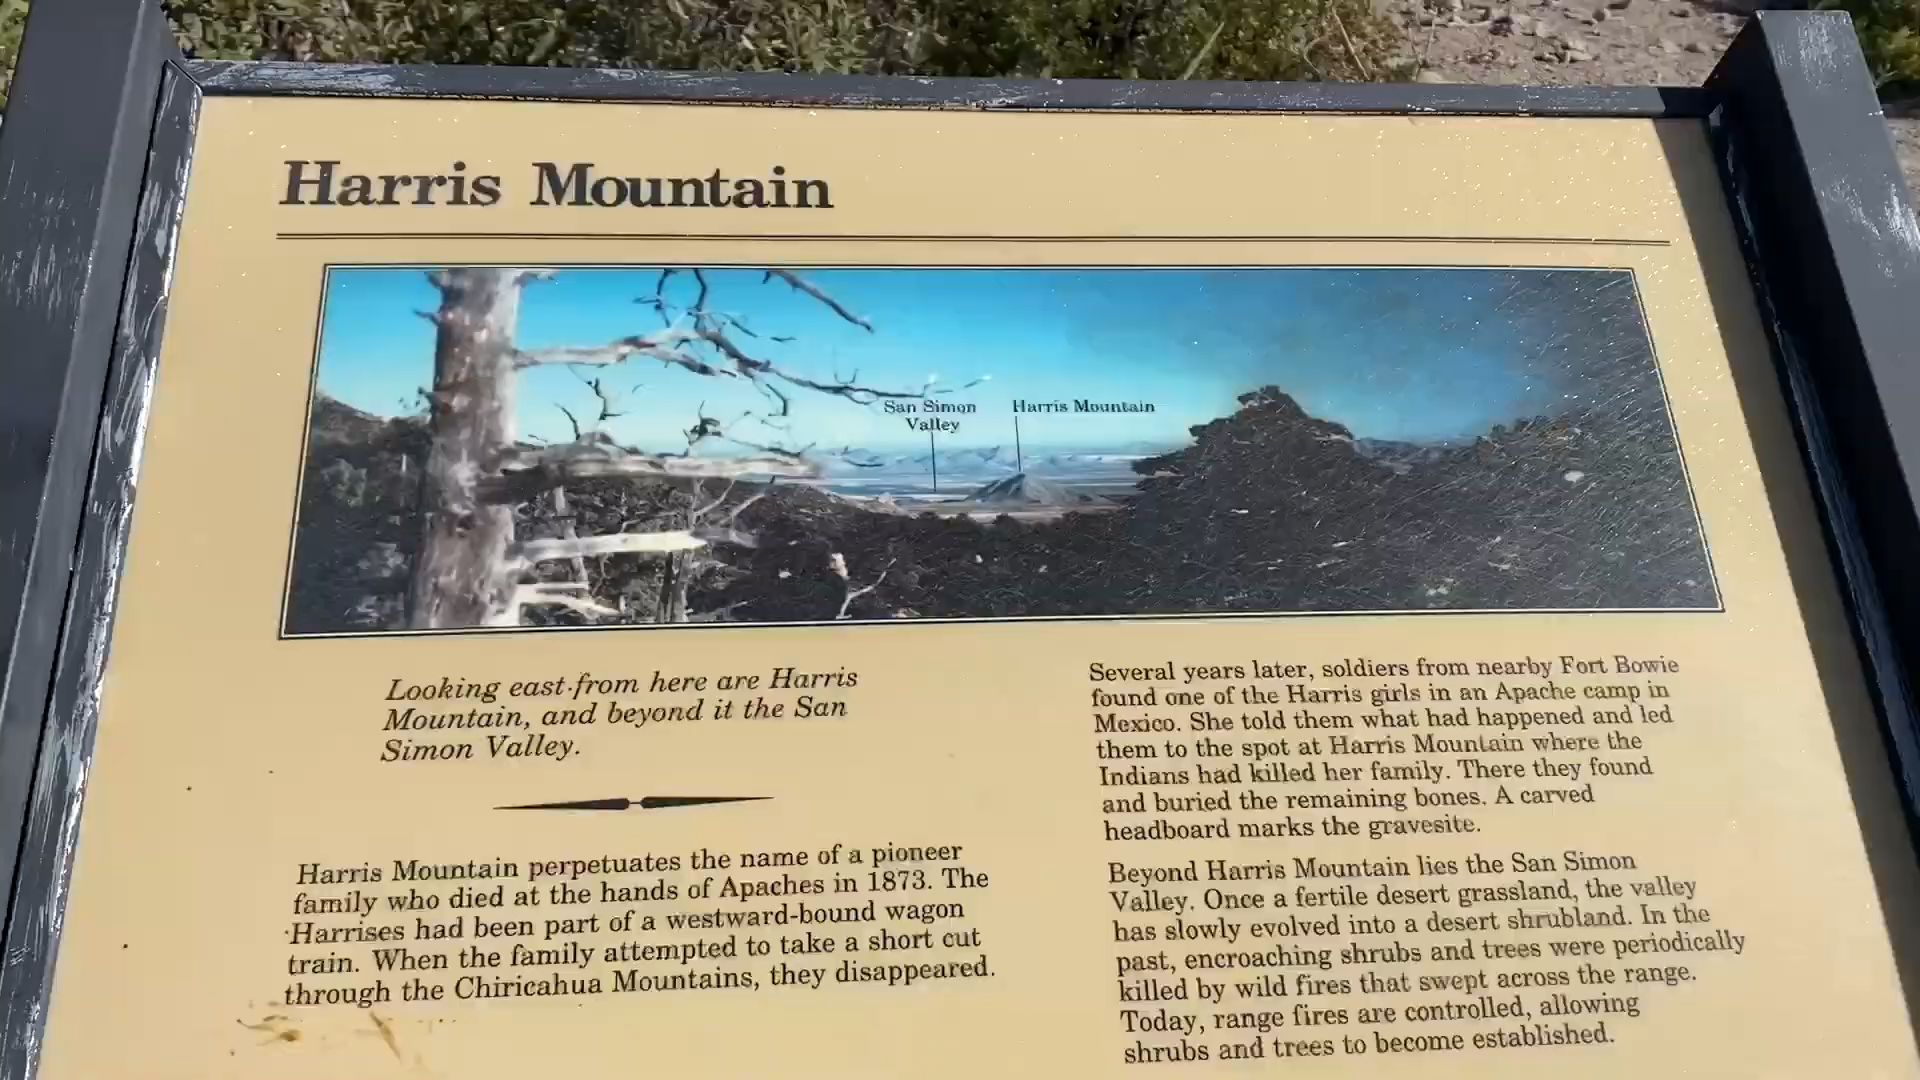 Harris Mountain
San Simon
Valley
Harris Mountain
Looking east from here are Harris
Mountain, and beyond it the San
Simon Valley.
Harris Mountain perpetuates the name of a pioneer
family who died at the hands of Apaches in 1873. The
Harrises had been part of a westward-bound wagon
train. When the family attempted to take a short cut
through the Chiricahua Mountains, they disappeared.
Several years later, soldiers from nearby Fort Bowie
found one of the Harris girls in an Apache camp in
Mexico. She told them what had happened and led
them to the spot at Harris Mountain where the
Indians had killed her family. There they found
and buried the remaining bones. A carved
headboard marks the gravesite.
Beyond Harris Mountain lies the San Simon
Valley. Once a fertile desert grassland, the valley
has slowly evolved into a desert shrubland. In the
past, encroaching shrubs and trees were periodically
killed by wild fires that swept across the range.
Today, range fires are controlled, allowing
shrubs and trees to become established.